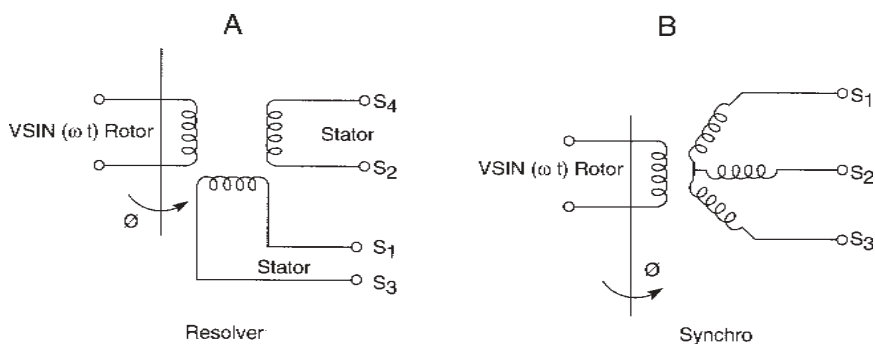 A
B
VSIN (ω t) Rotor
S4
Stator
S2
Ø
S1
Stator
S3
Resolver
VSIN (ω t) Rotor
S1
S2
S3
Ø
Synchro